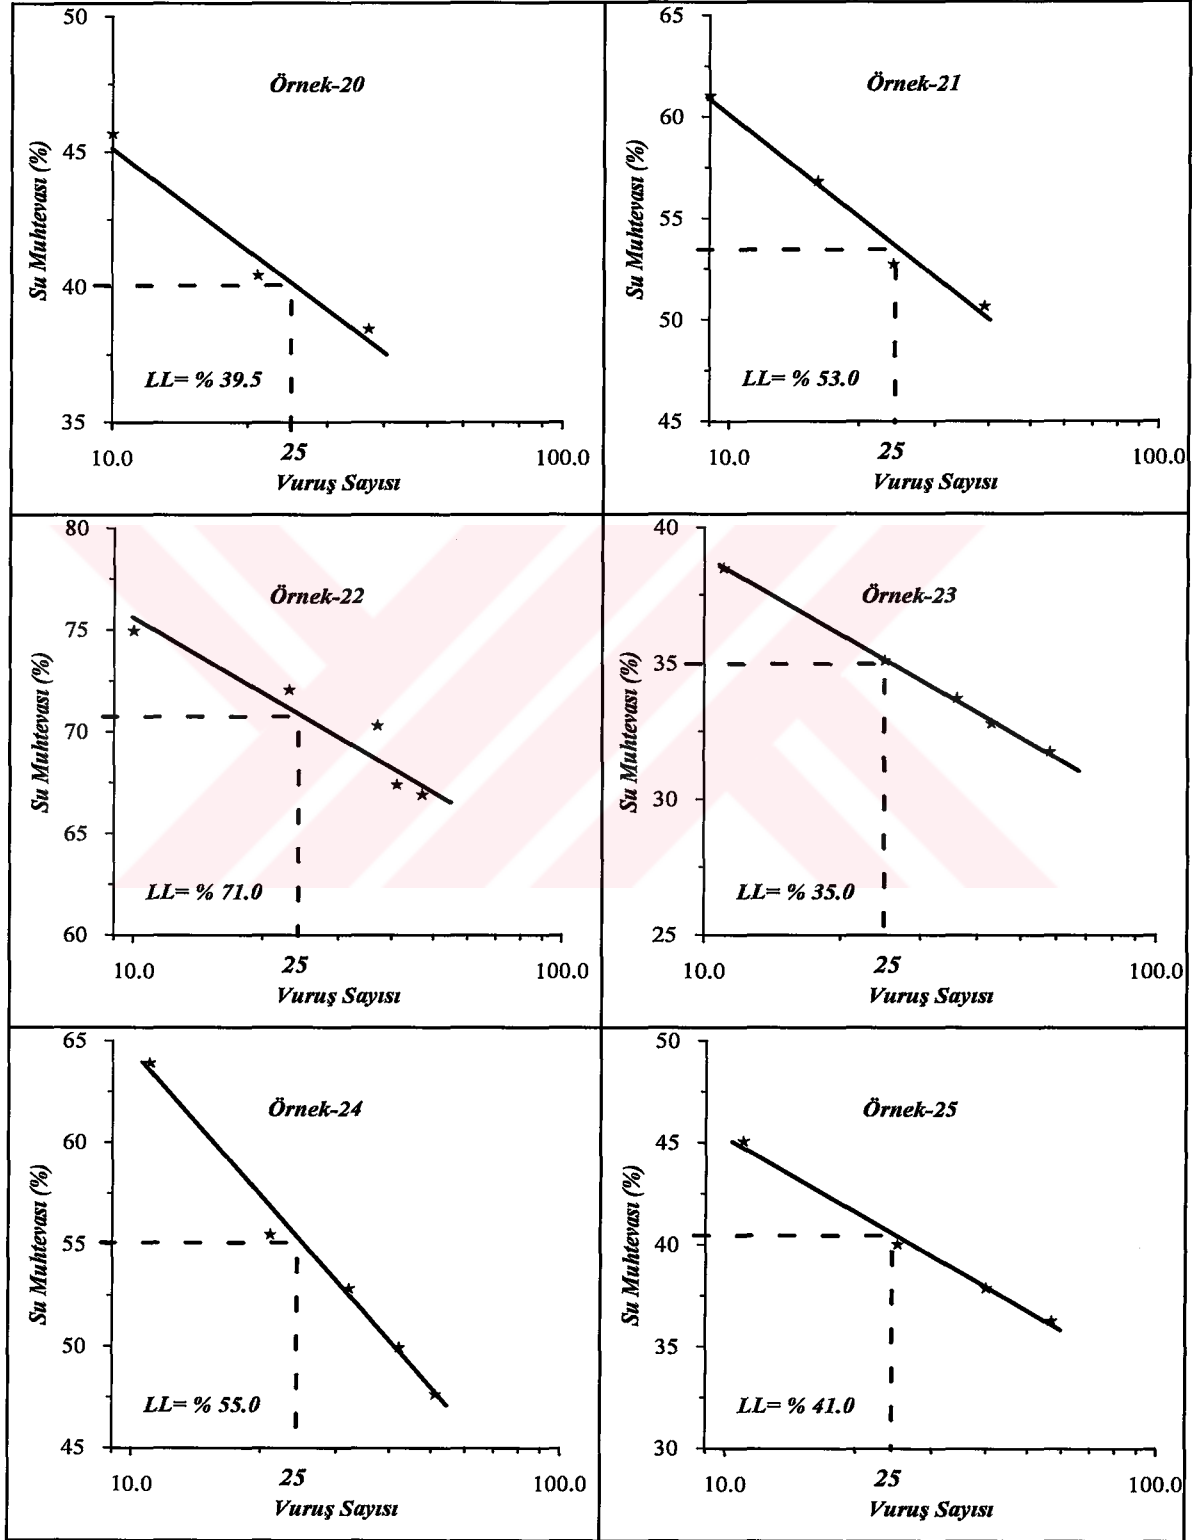 50
Örnek-20
Su Muhtevası (%)
45
40
LL= % 39.5
35
10.0
25
100.0
Vuruş Sayısı
65
Örnek-21
60
Su Muhtevası (%)
55
50
LL= % 53.0
45
10.0
25
100.0
Vuruş Sayısı
80
Örnek-22
75
Su Muhtevası (%)
70
65
LL= % 71.0
60
10.0
25
100.0
Vuruş Sayısı
40
Örnek-23
35
Su Muhtevası (%)
30
LL= % 35.0
25
10.0
25
100.0
Vuruş Sayısı
65
Örnek-24
60
Su Muhtevası (%)
55
50
LL= % 55.0
45
10.0
25
100.0
Vuruş Sayısı
50
Örnek-25
45
Su Muhtevası (%)
40
35
LL= % 41.0
30
10.0
25
100.0
Vuruş Sayısı